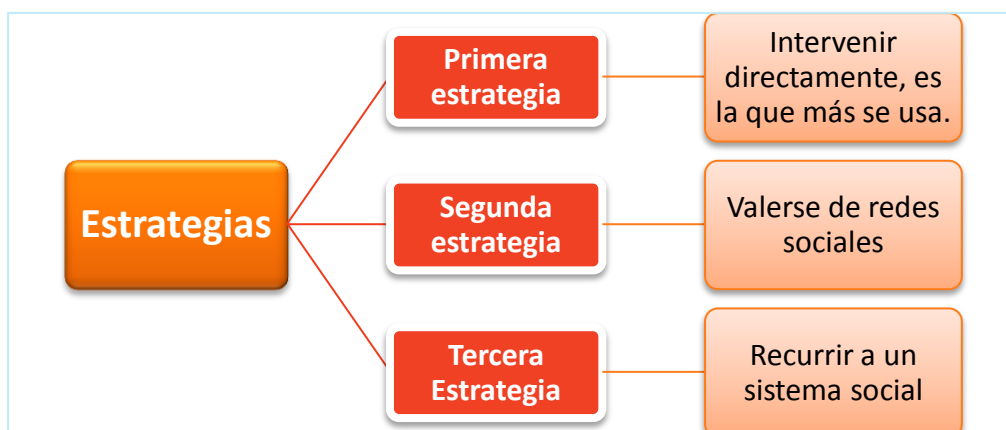 Estrategias
Primera
estrategia
Intervenir
directamente, es
la que más se usa.
Segunda
estrategia
Valerse de redes
sociales
Tercera
Estrategia
Recurrir a un
sistema social